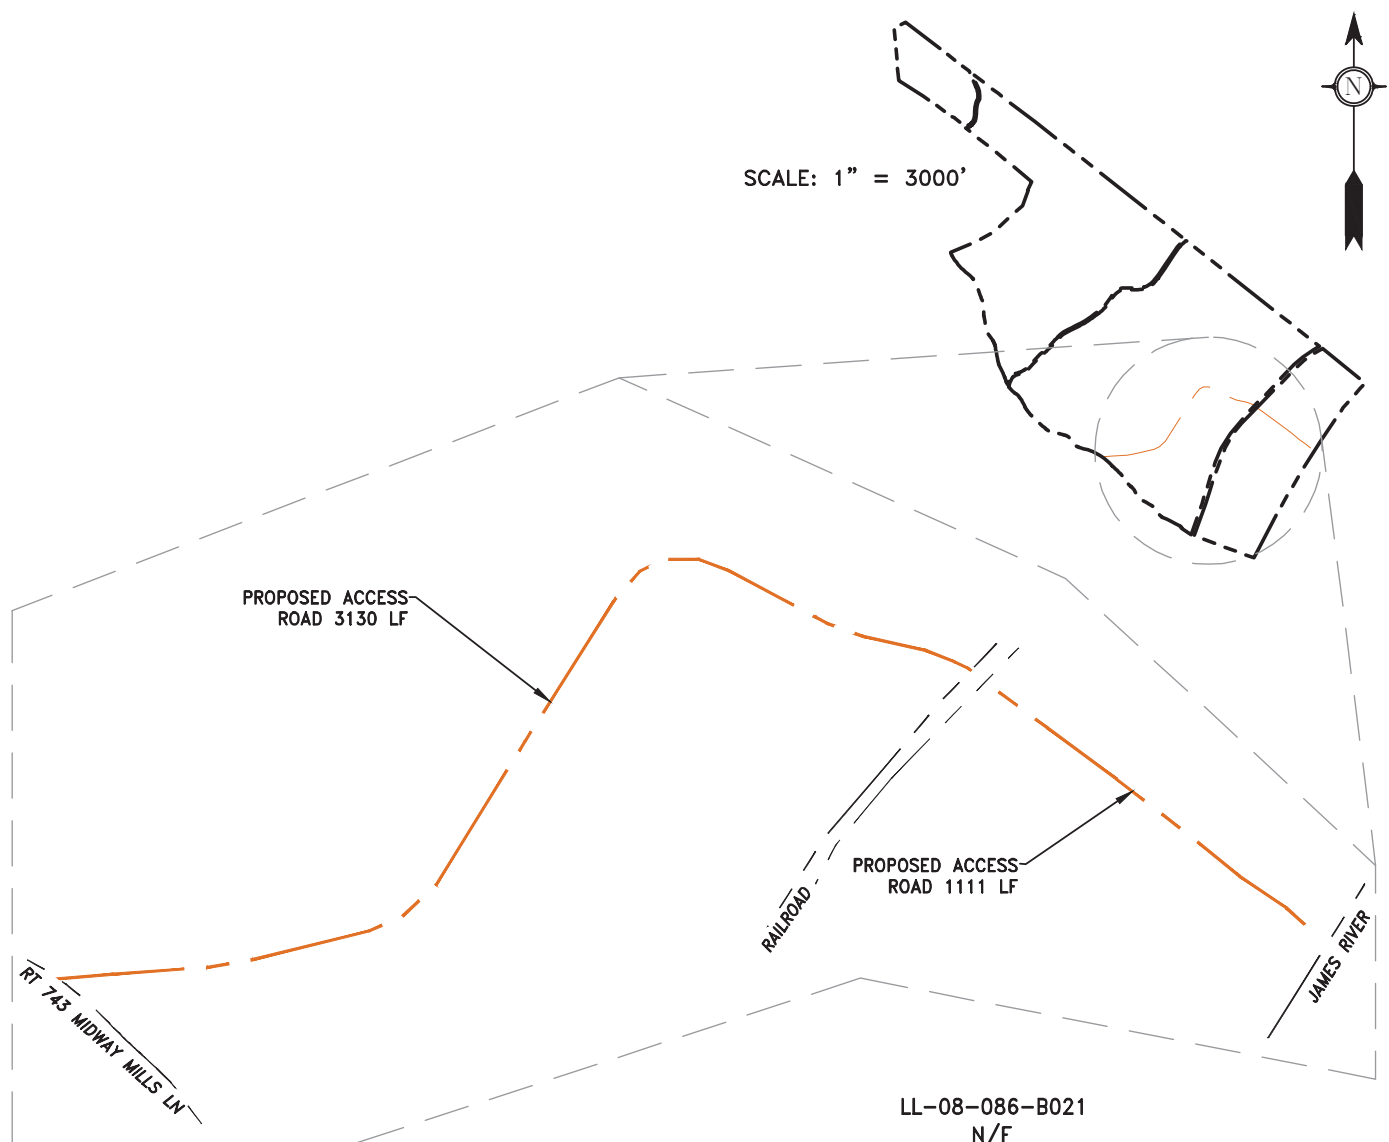 N
SCALE: 1” = 3000’
PROPOSED ACCESS
ROAD 3130 LF
PROPOSED ACCESS
ROAD 1111 LF
RAILROAD
JAMES RIVER
RT 743 MIDWAY MILLS LN
LL-08-086-B021
N/F